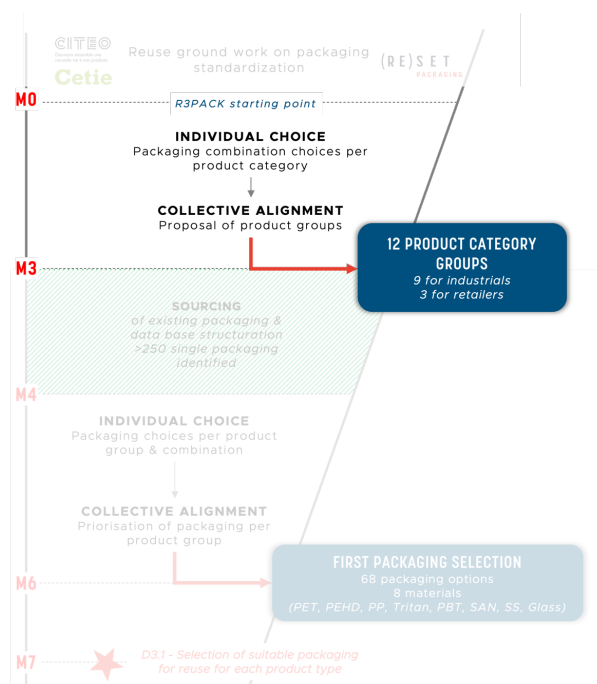 CITEO
Cetie
Reuse ground work on packaging
standardization
(RE)SET
PACKAGING
M0
R3PACK starting point
INDIVIDUAL CHOICE
Packaging combination choices per
product category
COLLECTIVE ALIGNMENT
Proposal of product groups
12 PRODUCT CATEGORY
GROUPS
9 for industrials
3 for retailers
M3
SOURCING
of existing packaging &
data base structuration
>250 single packaging
identified
M4
INDIVIDUAL CHOICE
Packaging choices per product
group & combination
COLLECTIVE ALIGNMENT
Priorisation of packaging per
product group
FIRST PACKAGING SELECTION
68 packaging options
8 materials
(PET, PEHD, PP, Tritan, PBT, SAN, SS, Glass)
M6
M7
D3.1 - Selection of suitable packaging
for reuse for each product type